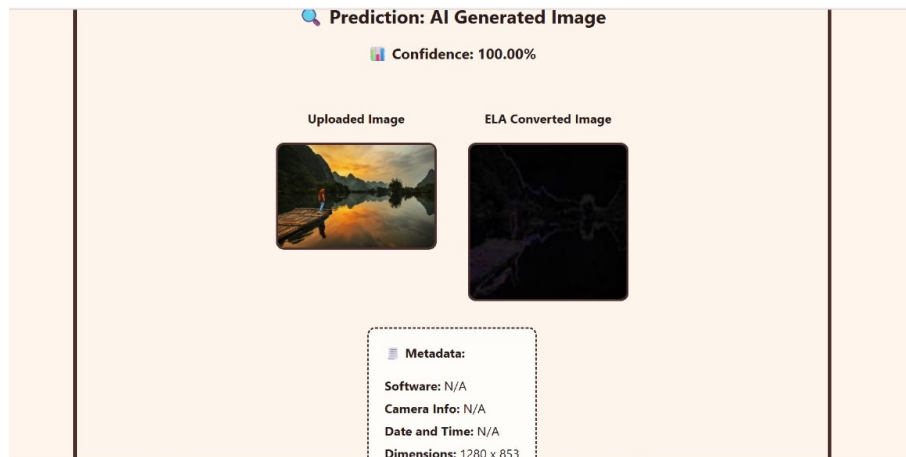 Prediction: AI Generated Image
Confidence: 100.00%
Uploaded Image
ELA Converted Image
Metadata:
Software: N/A
Camera Info: N/A
Date and Time: N/A
Dimensions: 1280 x 853